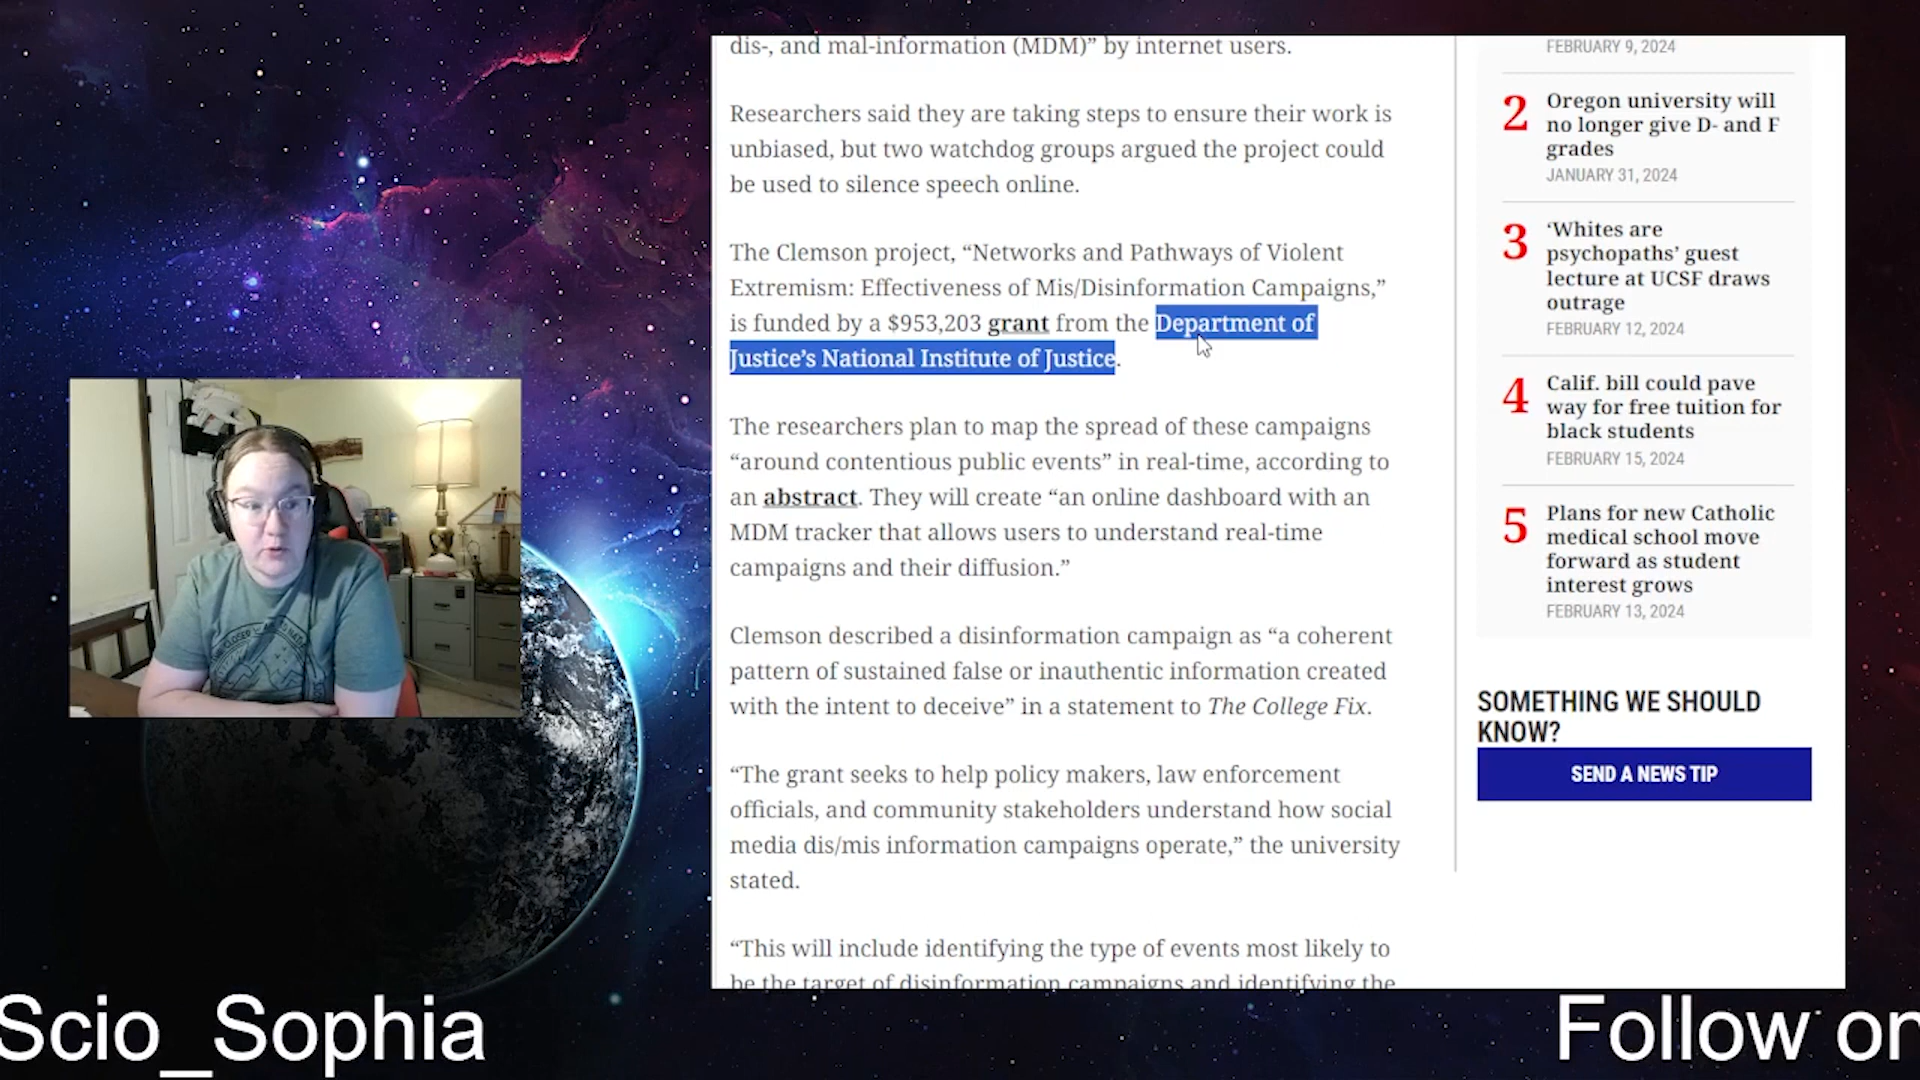 dis-, and mal-information (MDM)” by internet users.
Researchers said they are taking steps to ensure their work is
unbiased, but two watchdog groups argued the project could
be used to silence speech online.
The Clemson project, “Networks and Pathways of Violent
Extremism: Effectiveness of Mis/Disinformation Campaigns,”
is funded by a $953,203 grant from the Department of
Justice’s National Institute of Justice.
The researchers plan to map the spread of these campaigns
“around contentious public events” in real-time, according to
an abstract. They will create “an online dashboard with an
MDM tracker that allows users to understand real-time
campaigns and their diffusion.”
Clemson described a disinformation campaign as “a coherent
pattern of sustained false or inauthentic information created
with the intent to deceive” in a statement to The College Fix.
“The grant seeks to help policy makers, law enforcement
officials, and community stakeholders understand how social
media dis/mis information campaigns operate,” the university
stated.
“This will include identifying the type of events most likely to
be the target of disinformation campaigns and identifying the
FEBRUARY 9, 2024
2
Oregon university will
no longer give D- and F
grades
JANUARY 31, 2024
3
‘Whites are
psychopaths’ guest
lecture at UCSF draws
outrage
FEBRUARY 12, 2024
4
Calif. bill could pave
way for free tuition for
black students
FEBRUARY 15, 2024
5
Plans for new Catholic
medical school move
forward as student
interest grows
FEBRUARY 13, 2024
SOMETHING WE SHOULD
KNOW?
SEND A NEWS TIP
Scio_Sophia
Follow on